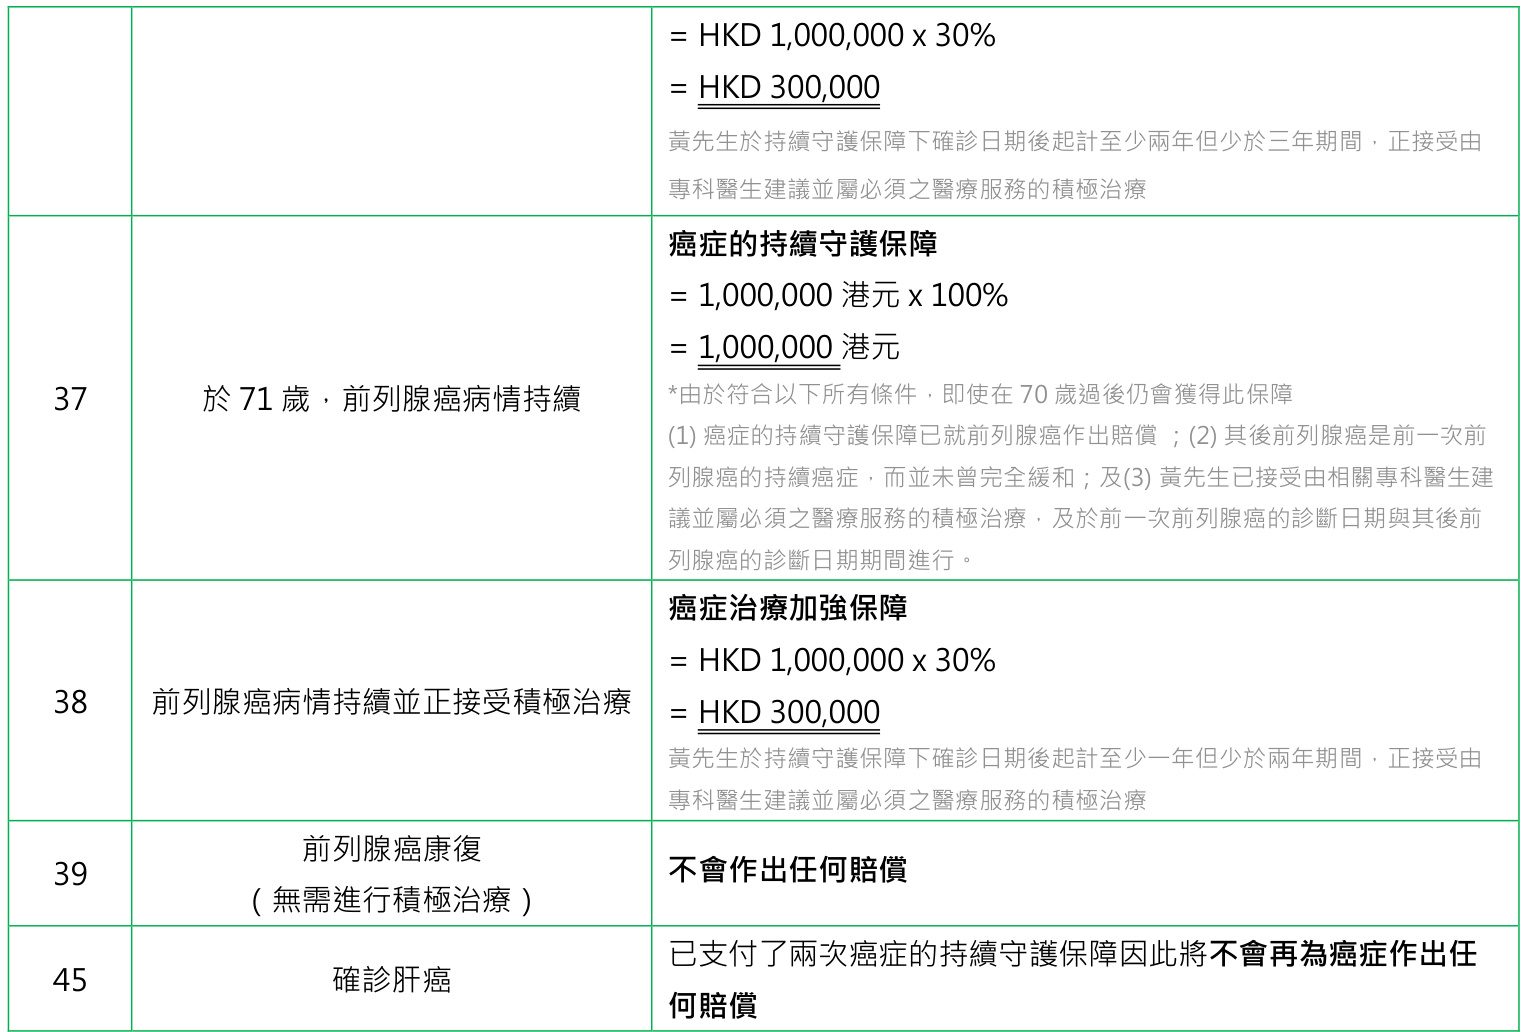 = HKD 1,000,000 x 30%
= HKD 300,000
黃先生於持續守護保障下確診日期後起計至少兩年但少於三年期間，正接受由
專科醫生建議並屬必須之醫療服務的積極治療
37
於 71 歲，前列腺癌病情持續
癌症的持續守護保障
= 1,000,000 港元 x 100%
= 1,000,000 港元
*由於符合以下所有條件，即使在 70 歲過後仍會獲得此保障
(1) 癌症的持續守護保障已就前列腺癌作出賠償 ；(2) 其後前列腺癌是前一次前
列腺癌的持續癌症，而並未曾完全緩和；及(3) 黃先生已接受由相關專科醫生建
議並屬必須之醫療服務的積極治療，及於前一次前列腺癌的診斷日期與其後前
列腺癌的診斷日期期間進行。
38
前列腺癌病情持續並正接受積極治療
癌症治療加強保障
= HKD 1,000,000 x 30%
= HKD 300,000
黃先生於持續守護保障下確診日期後起計至少一年但少於兩年期間，正接受由
專科醫生建議並屬必須之醫療服務的積極治療
39
前列腺癌康復
（無需進行積極治療）
不會作出任何賠償
45
確診肝癌
已支付了兩次癌症的持續守護保障因此將不會再為癌症作出任
何賠償